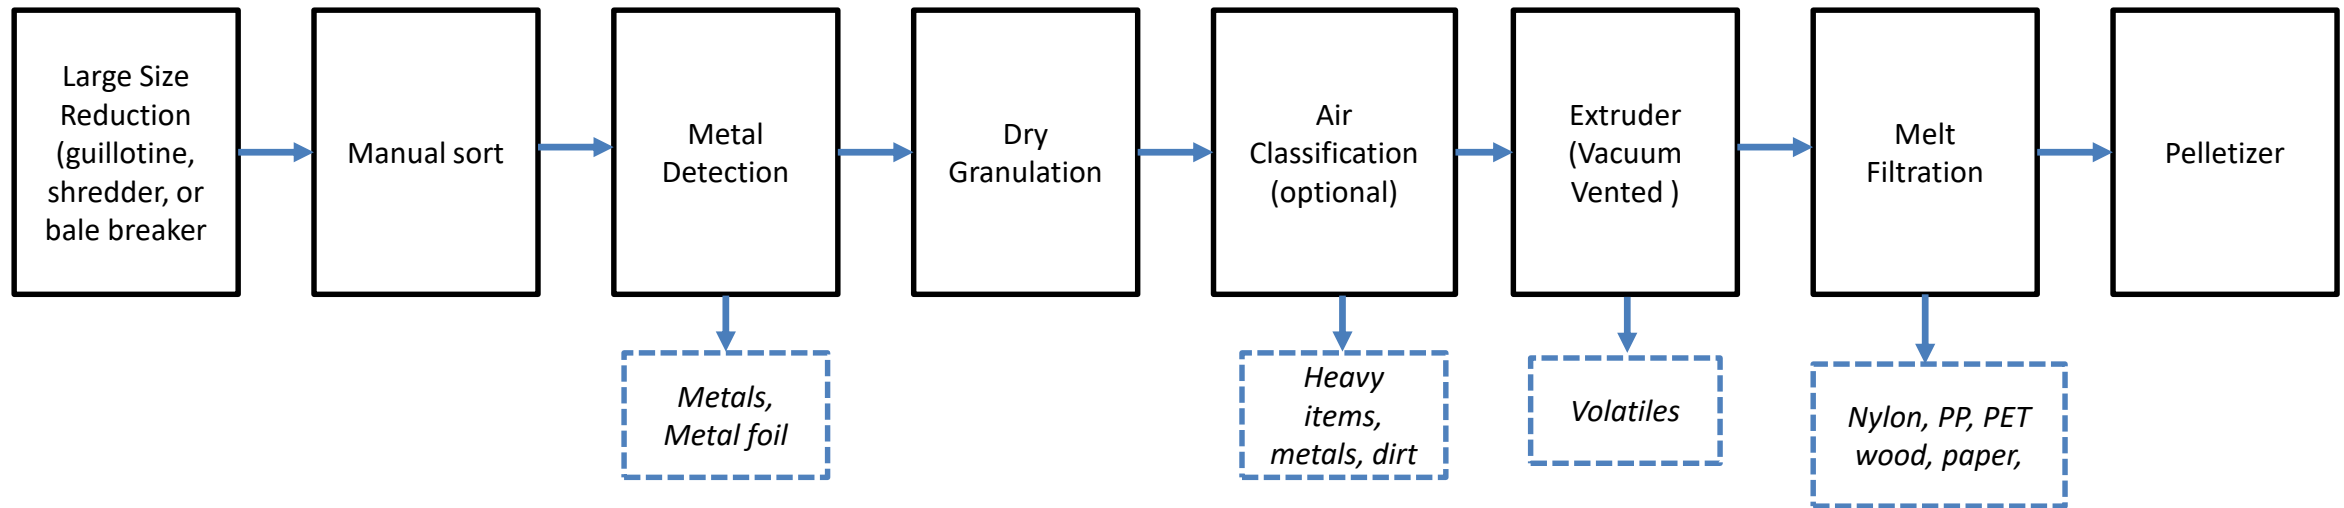 Large Size
Reduction
(guillotine,
shredder, or
bale breaker
Manual sort
Metal
Detection
Dry
Granulation
Air
Classification
(optional)
Extruder
(Vacuum
Vented )
Melt
Filtration
Pelletizer
Metals,
Metal foil
Heavy
items,
metals, dirt
Volatiles
Nylon, PP, PET
wood, paper,